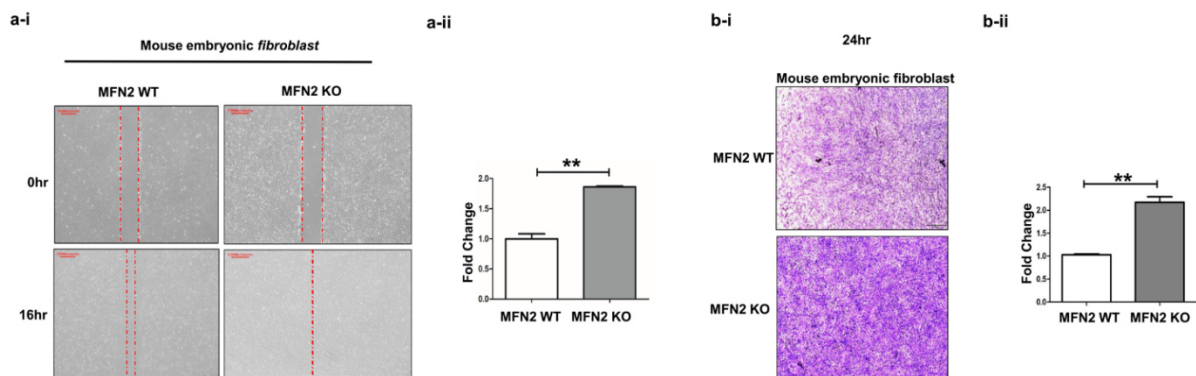 a-i
Mouse embryonic fibroblast
MFN2 WT
MFN2 KO
0hr
16hr
a-ii
**
Fold Change
2.0
1.5
1.0
0.5
0.0
MFN2 WT
MFN2 KO
b-i
24hr
Mouse embryonic fibroblast
MFN2 WT
MFN2 KO
b-ii
**
Fold Change
2.5
2.0
1.5
1.0
0.5
0.0
MFN2 WT
MFN2 KO